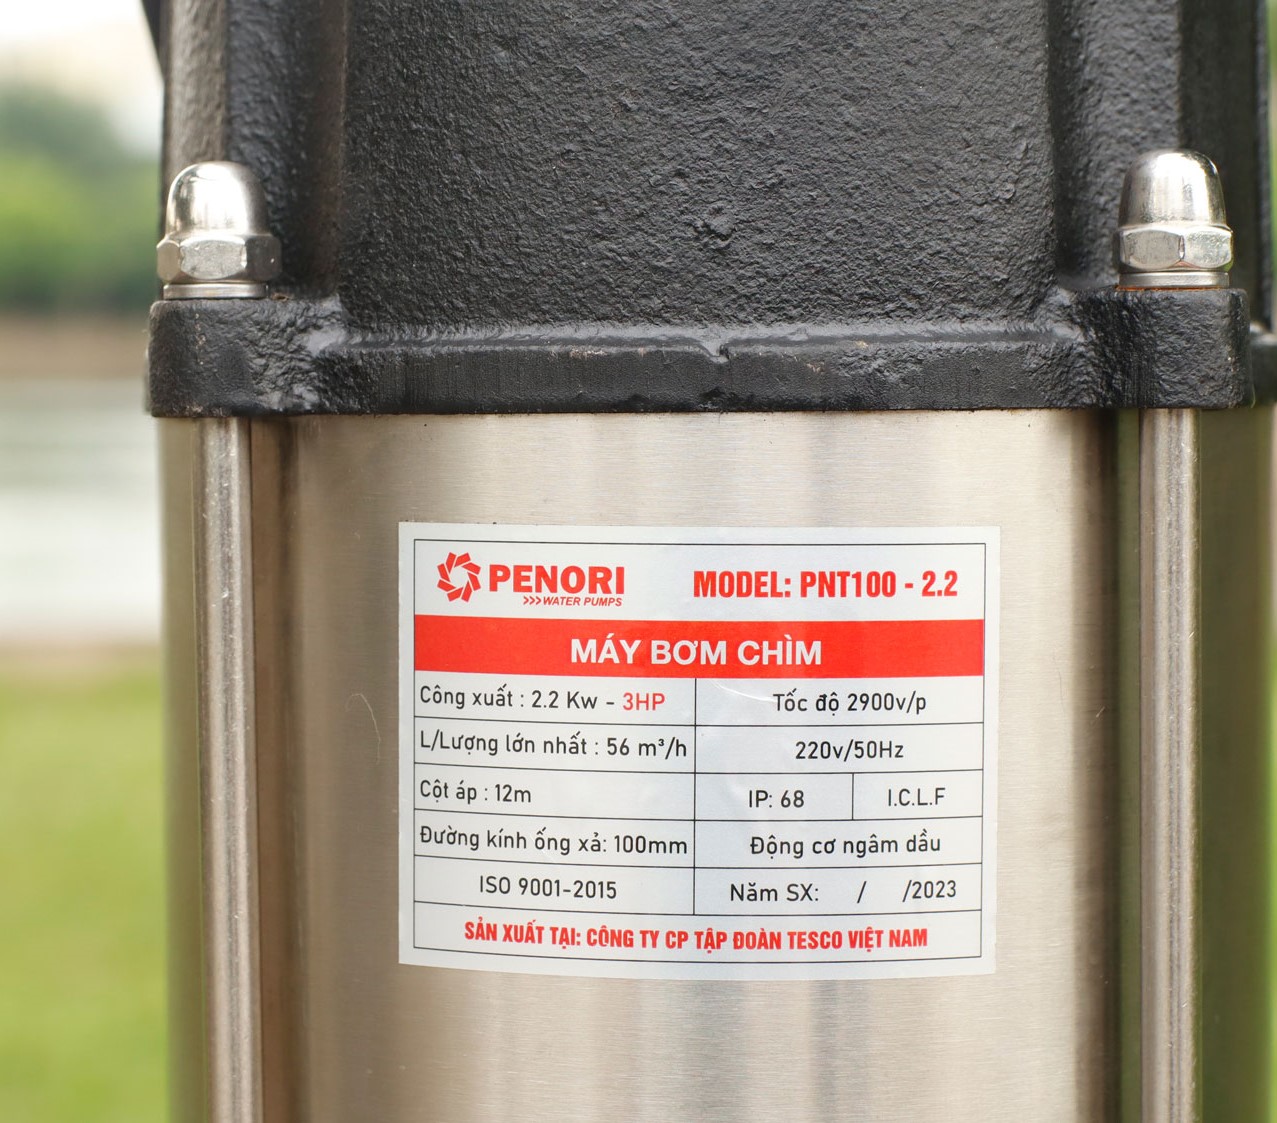 PENORI
>>>WATER PUMPS
MODEL: PNT100 - 2.2
MÁY BƠM CHÌM
Công xuất : 2.2 Kw - 3HP
Tốc độ 2900v/p
L/Lượng lớn nhất : 56 m³/h
220v/50Hz
Cột áp : 12m
IP: 68
I.C.L.F
Đường kính ống xả: 100mm
Động cơ ngâm dầu
ISO 9001-2015
Năm SX: / /2023
SẢN XUẤT TẠI: CÔNG TY CP TẬP ĐOÀN TESCO VIỆT NAM